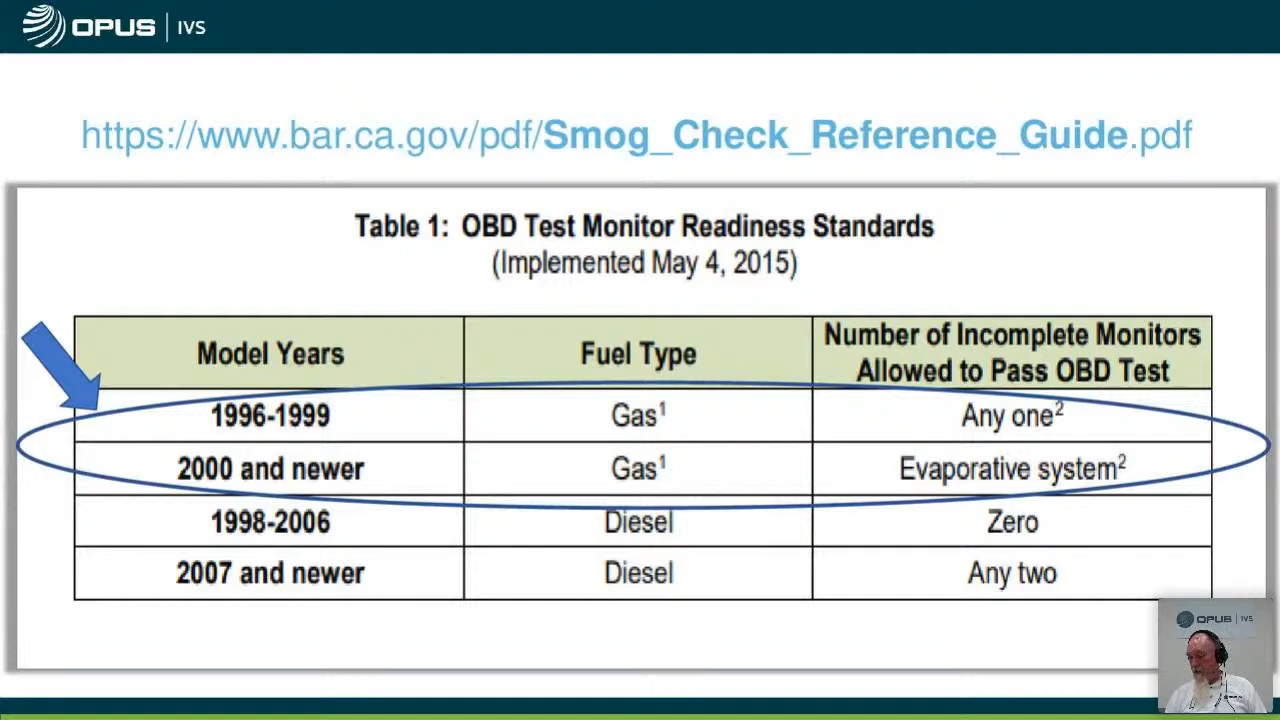 OPUS | IVS
https://www.bar.ca.gov/pdf/Smog_Check_Reference_Guide.pdf
Table 1: OBD Test Monitor Readiness Standards
(Implemented May 4, 2015)
Model Years Fuel Type Number of Incomplete Monitors
Allowed to Pass OBD Test
1996-1999 Gas¹ Any one²
2000 and newer Gas¹ Evaporative system²
1998-2006 Diesel Zero
2007 and newer Diesel Any two
OPUS | IVS